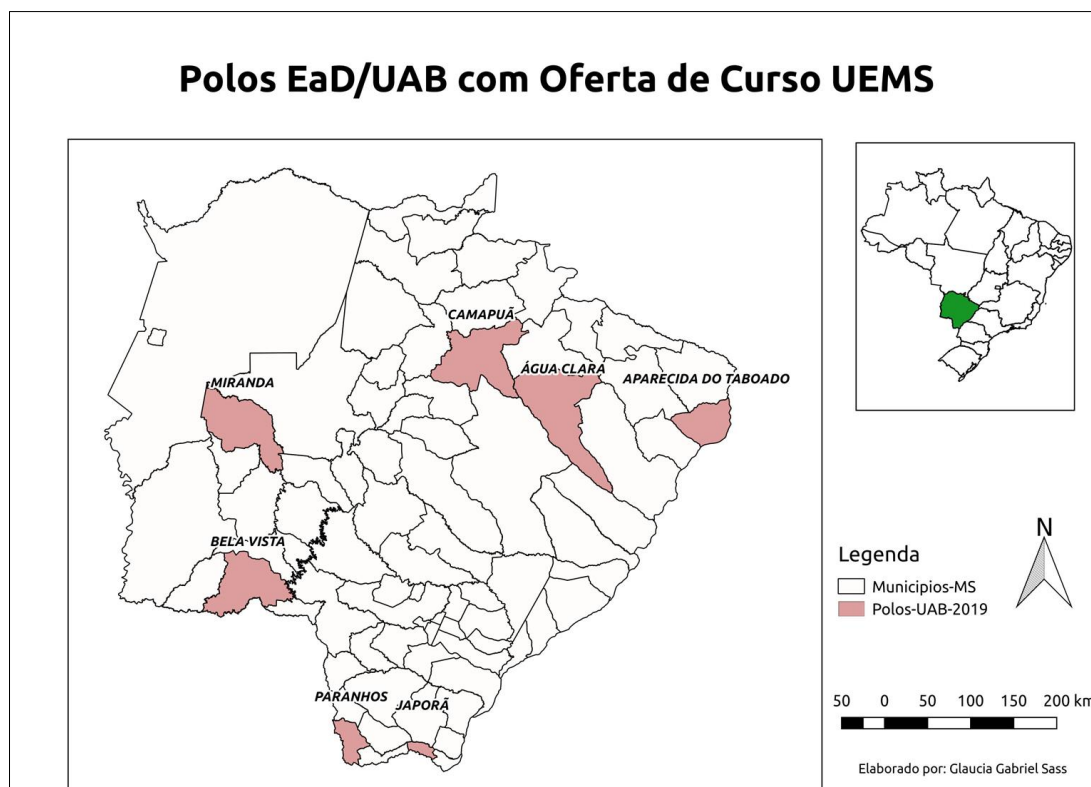 Polos EaD/UAB com Oferta de Curso UEMS
CAMAPUÃ
ÁGUA CLARA
APARECIDA DO TABOADO
MIRANDA
BELA VISTA
PARANHOS
JAPORÃ
N
Legenda
Municipios-MS
Polos-UAB-2019
50 0 50 100 150 200 km
Elaborado por: Glaucia Gabriel Sass